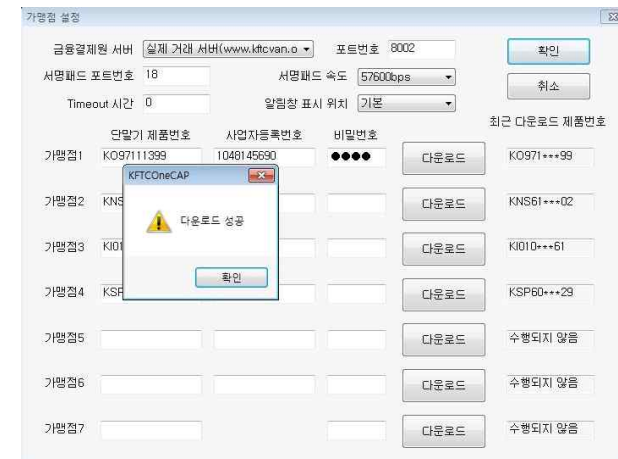 가맹점 설정
금융결제원 서버 실제 거래 서버(www.kftcvan.o 포트번호 8002 확인
서명패드 포트번호 18 서명패드 속도 57600bps 취소
Timeout 시간 0 알림창 표시 위치 기본
최근 다운로드 제품번호
단말기 제품번호 사업자등록번호 비밀번호
가맹점1 KO97111399 1048145690 ●●●● 다운로드 KO971***99
KFTCOneCAP
가맹점2 KNS 다운로드 KNS61***02
다운로드 성공
가맹점3 KI01 다운로드 KI010***61
확인
가맹점4 KSP 다운로드 KSP60***29
가맹점5 다운로드 수행되지 않음
가맹점6 다운로드 수행되지 않음
가맹점7 다운로드 수행되지 않음